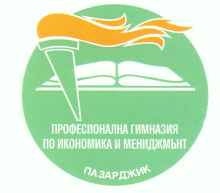 ПРОФЕСИОНАЛНА ГИМНАЗИЯ
ПО ИКОНОМИКА И МЕНИДЖМЪНТ
ПАЗАРДЖИК